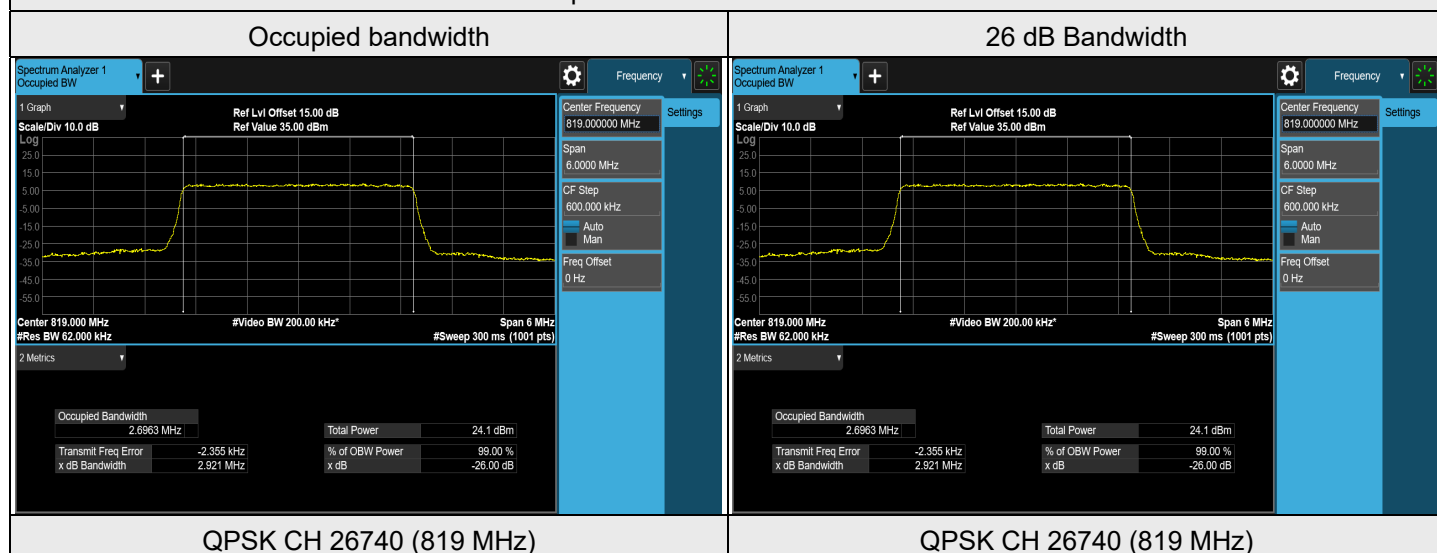 Occupied bandwidth
26 dB Bandwidth
Spectrum Analyzer 1
Occupied BW
+
Frequency
1 Graph
Ref Lvl Offset 15.00 dB
Scale/Div 10.0 dB
Ref Value 35.00 dBm
Log
25.0
15.0
5.00
-5.00
-15.0
-25.0
-35.0
-45.0
-55.0
Center 819.000 MHz
#Video BW 200.00 kHz*
Span 6 MHz
#Res BW 62.000 kHz
#Sweep 300 ms (1001 pts)
Center Frequency
819.000000 MHz
Settings
Span
6.0000 MHz
CF Step
600.000 kHz
Auto
Man
Freq Offset
0 Hz
2 Metrics
Occupied Bandwidth
2.6963 MHz
Total Power 24.1 dBm
Transmit Freq Error -2.355 kHz
% of OBW Power 99.00 %
x dB Bandwidth 2.921 MHz
x dB -26.00 dB
Spectrum Analyzer 1
Occupied BW
+
Frequency
1 Graph
Ref Lvl Offset 15.00 dB
Scale/Div 10.0 dB
Ref Value 35.00 dBm
Log
25.0
15.0
5.00
-5.00
-15.0
-25.0
-35.0
-45.0
-55.0
Center 819.000 MHz
#Video BW 200.00 kHz*
Span 6 MHz
#Res BW 62.000 kHz
#Sweep 300 ms (1001 pts)
Center Frequency
819.000000 MHz
Settings
Span
6.0000 MHz
CF Step
600.000 kHz
Auto
Man
Freq Offset
0 Hz
2 Metrics
Occupied Bandwidth
2.6963 MHz
Total Power 24.1 dBm
Transmit Freq Error -2.355 kHz
% of OBW Power 99.00 %
x dB Bandwidth 2.921 MHz
x dB -26.00 dB
QPSK CH 26740 (819 MHz)
QPSK CH 26740 (819 MHz)